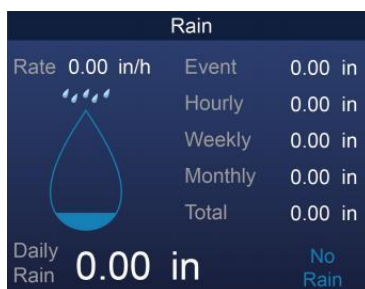 Rain
Rate 0.00 in/h
Event 0.00 in
Hourly 0.00 in
Weekly 0.00 in
Monthly 0.00 in
Total 0.00 in
Daily
Rain 0.00 in
No
Rain